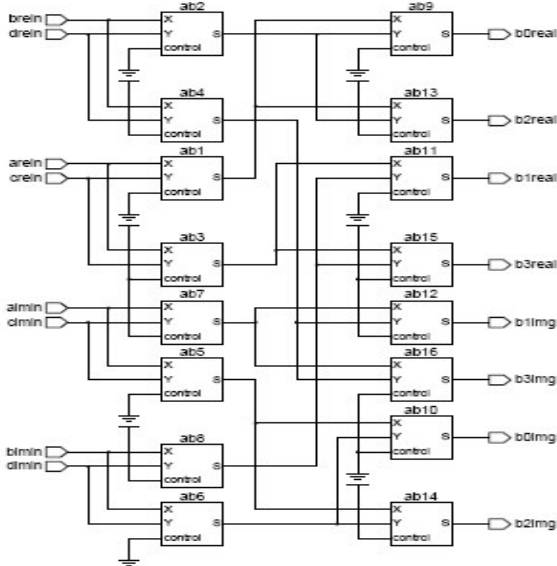 ab2
ab9
brein
X
X
b0real
drein
Y
S
Y
S
control
control
ab4
ab13
X
X
Y
S
Y
S
b2real
control
control
ab1
ab11
arein
X
X
crein
Y
S
Y
S
b1real
control
control
ab3
ab15
X
X
Y
S
Y
S
b3real
control
control
ab7
ab12
aimin
X
X
cimin
Y
S
Y
S
b1img
control
control
ab5
ab16
X
X
Y
S
Y
S
b3img
control
control
ab10
X
Y
S
b0img
control
ab8
bimin
X
dimin
Y
S
control
ab6
ab14
X
X
Y
S
Y
S
b2img
control
control